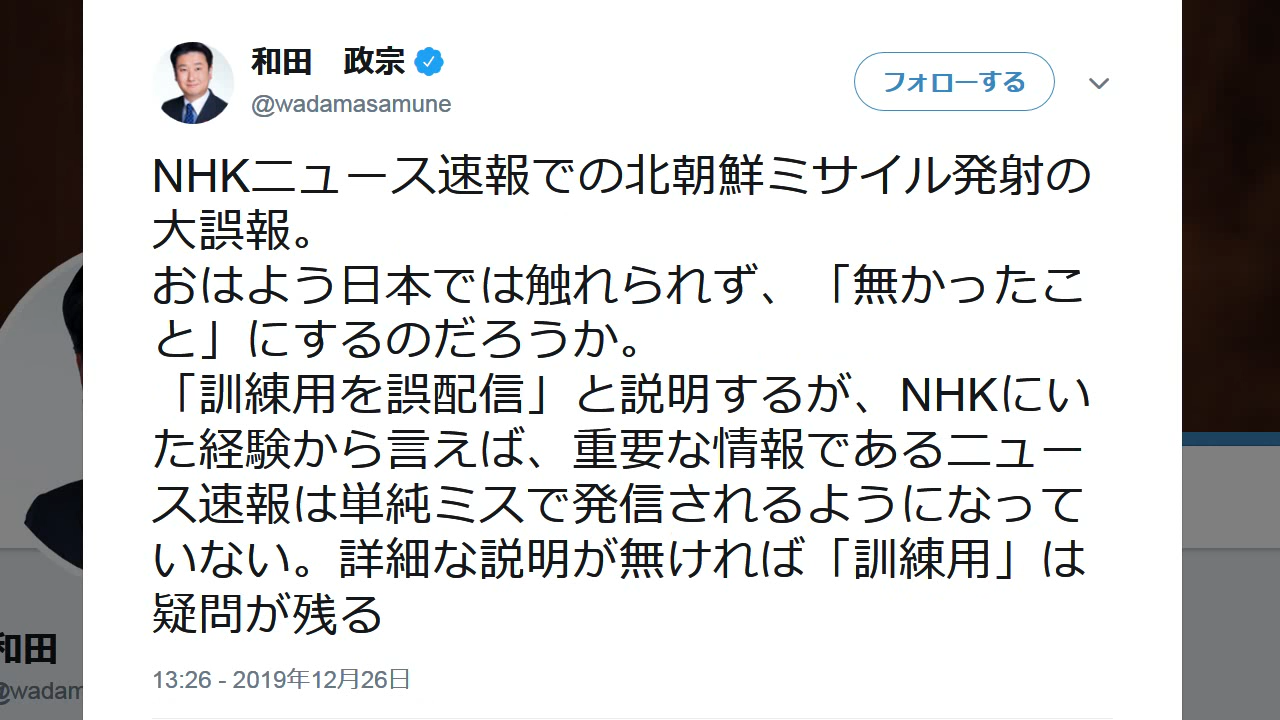 和田　政宗
@wadamasamune
フォローする
NHKニュース速報での北朝鮮ミサイル発射の
大誤報。
おはよう日本では触れられず、「無かったこ
と」にするのだろうか。
「訓練用を誤配信」と説明するが、NHKにい
た経験から言えば、重要な情報であるニュー
ス速報は単純ミスで発信されるようになって
いない。詳細な説明が無ければ「訓練用」は
疑問が残る
13:26 - 2019年12月26日
和田
@wadam